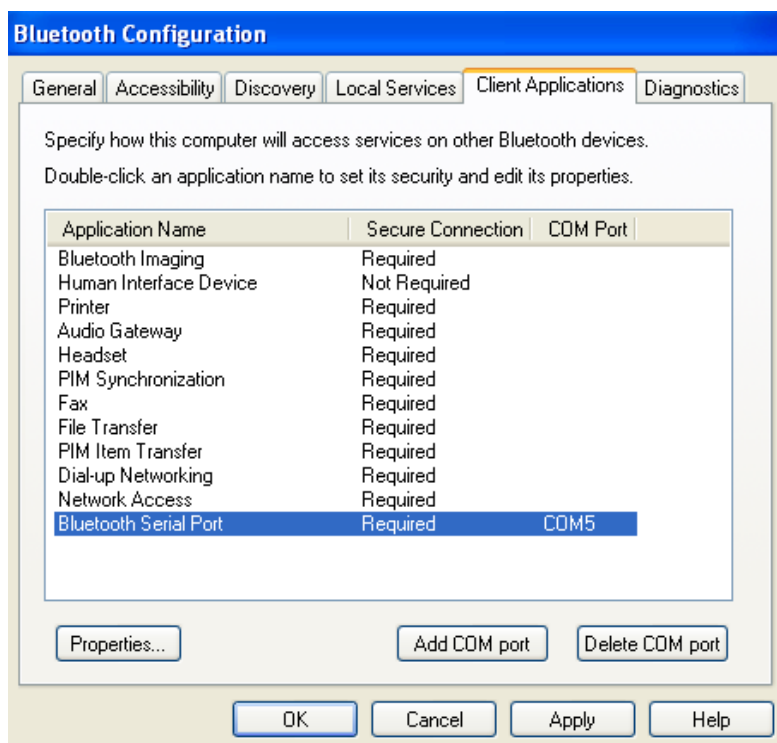 Bluetooth Configuration
General Accessibility Discovery Local Services Client Applications Diagnostics
Specify how this computer will access services on other Bluetooth devices.
Double-click an application name to set its security and edit its properties.
Application Name Secure Connection COM Port
Bluetooth Imaging Required
Human Interface Device Not Required
Printer Required
Audio Gateway Required
Headset Required
PIM Synchronization Required
Fax Required
File Transfer Required
PIM Item Transfer Required
Dial-up Networking Required
Network Access Required
Bluetooth Serial Port Required COM5
Properties... Add COM port Delete COM port
OK Cancel Apply Help